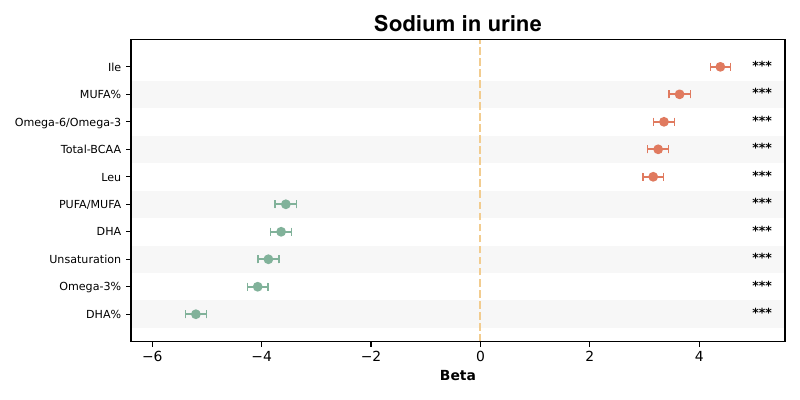 Sodium in urine
Ile ***
MUFA% ***
Omega-6/Omega-3 ***
Total-BCAA ***
Leu ***
PUFA/MUFA ***
DHA ***
Unsaturation ***
Omega-3% ***
DHA% ***
−6 −4 −2 0 2 4
Beta